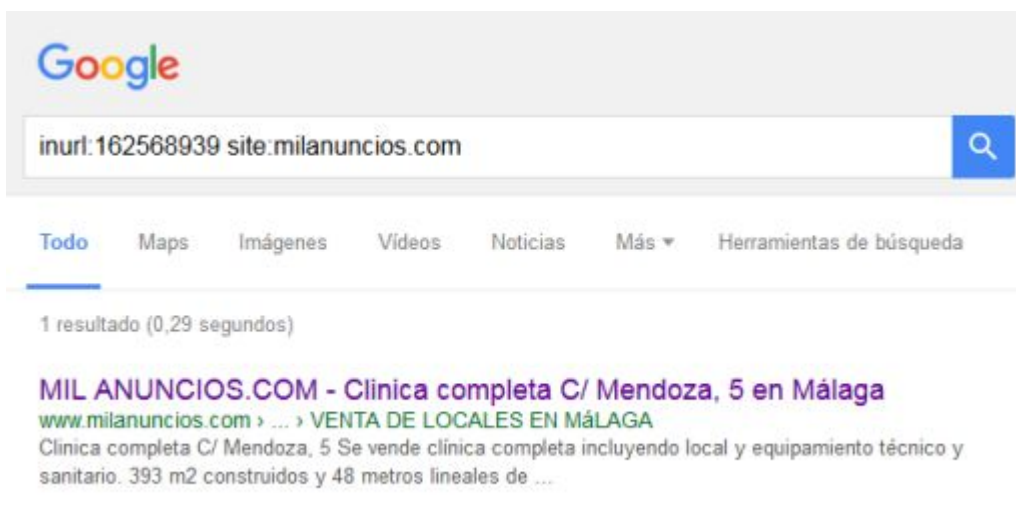 Google
inurl:162568939 site:milanuncios.com
Todo Maps Imágenes Vídeos Noticias Más Herramientas de búsqueda
1 resultado (0,29 segundos)
MIL ANUNCIOS.COM - Clinica completa C/ Mendoza, 5 en Málaga
www.milanuncios.com › ... › VENTA DE LOCALES EN MáLAGA
Clinica completa C/ Mendoza, 5 Se vende clínica completa incluyendo local y equipamiento técnico y
sanitario. 393 m2 construidos y 48 metros lineales de ...